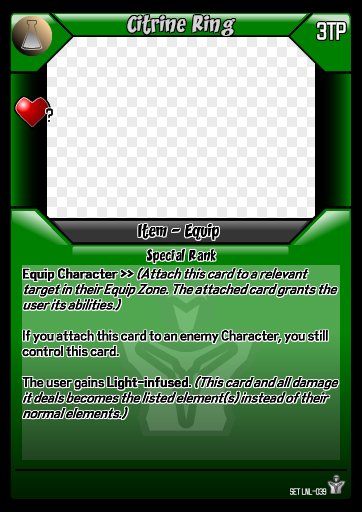 Citrine Ring
3TP
?
Item - Equip
Special Rank
Equip Character >> (Attach this card to a relevant
target in their Equip Zone. The attached card grants the
user its abilities.)
If you attach this card to an enemy Character, you still
control this card.
The user gains Light-infused. (This card and all damage
it deals becomes the listed element(s) instead of their
normal elements.)
SET LNL-039